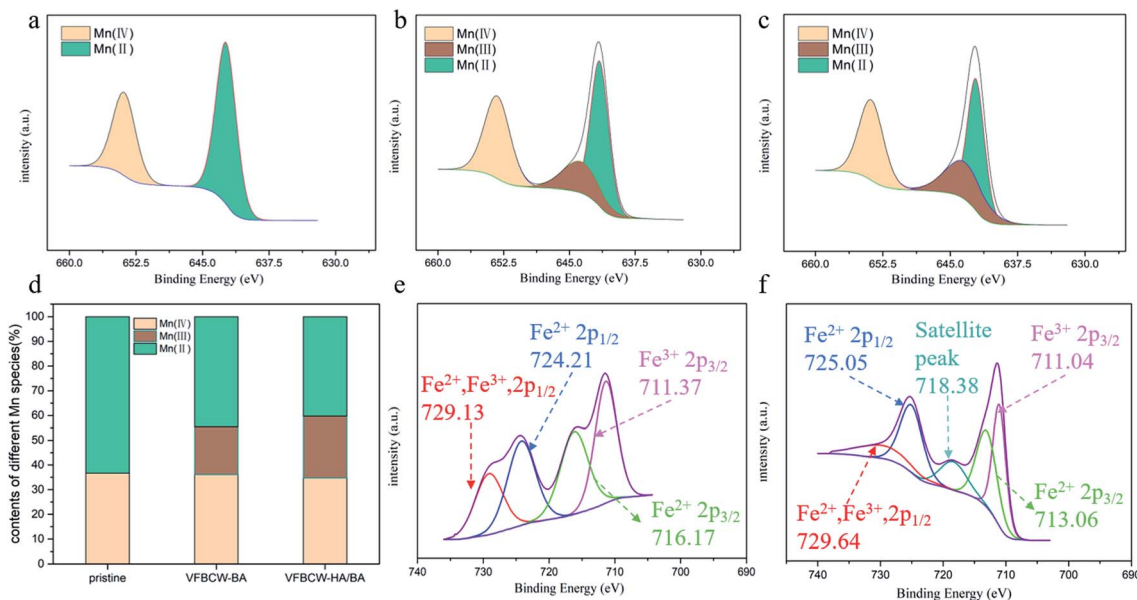 a
Mn(Ⅳ)
Mn(Ⅱ)
intensity (a.u.)
660.0 652.5 645.0 637.5 630.0
Binding Energy (eV)
b
Mn(Ⅳ)
Mn(Ⅲ)
Mn(Ⅱ)
intensity (a.u.)
660.0 652.5 645.0 637.5 630.0
Binding Energy (eV)
c
Mn(Ⅳ)
Mn(Ⅲ)
Mn(Ⅱ)
intensity (a.u.)
660.0 652.5 645.0 637.5 630.0
Binding Energy (eV)
d
Mn(Ⅳ)
Mn(Ⅲ)
Mn(Ⅱ)
contents of different Mn species(%)
100
90
80
70
60
50
40
30
20
10
0
pristine VFBCW-BA VFBCW-HA/BA
e
Fe²⁺ 2p₁/₂
724.21
Fe³⁺ 2p₃/₂
711.37
Fe²⁺,Fe³⁺,2p₁/₂
729.13
Fe²⁺ 2p₃/₂
716.17
intensity (a.u.)
740 730 720 710 700 690
Binding Energy (eV)
f
Fe²⁺ 2p₁/₂
725.05
Satellite
peak
718.38
Fe³⁺ 2p₃/₂
711.04
Fe²⁺ 2p₃/₂
713.06
Fe²⁺,Fe³⁺,2p₁/₂
729.64
intensity (a.u.)
740 730 720 710 700 690
Binding Energy (eV)